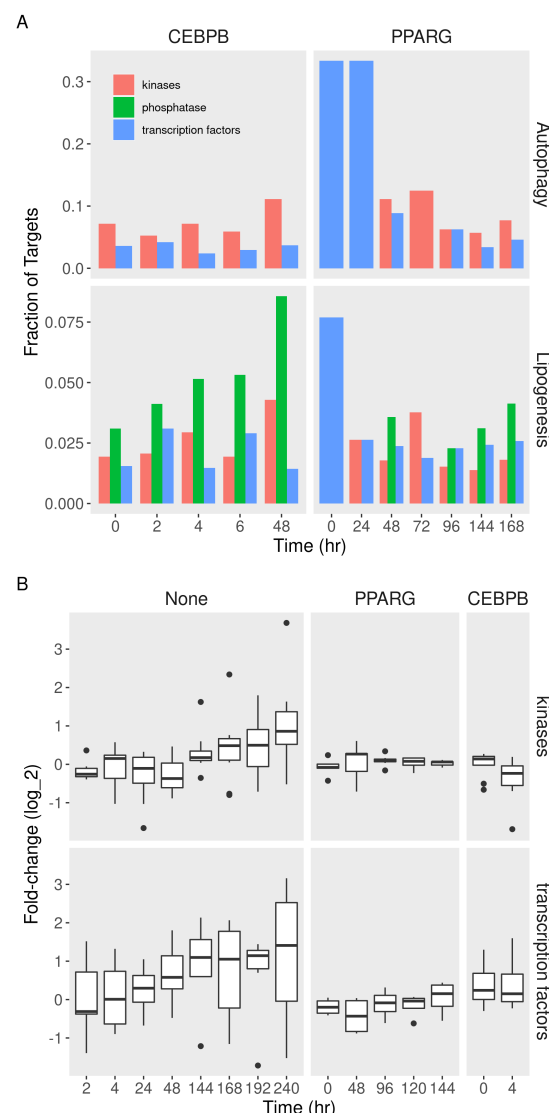 A
CEBPB PPARG
kinases
phosphatase
transcription factors
0.3
0.2
0.1
0.0
Autophagy
Fraction of Targets
0.075
0.050
0.025
0.000
Lipogenesis
0 2 4 6 48 0 24 48 72 96 144 168
Time (hr)
B
None PPARG CEBPB
3
2
1
0
-1
kinases
Fold-change (log_2)
3
2
1
0
-1
transcription factors
2 4 24 48 144 168 192 240 0 48 96 120 144 0 4
Time (hr)